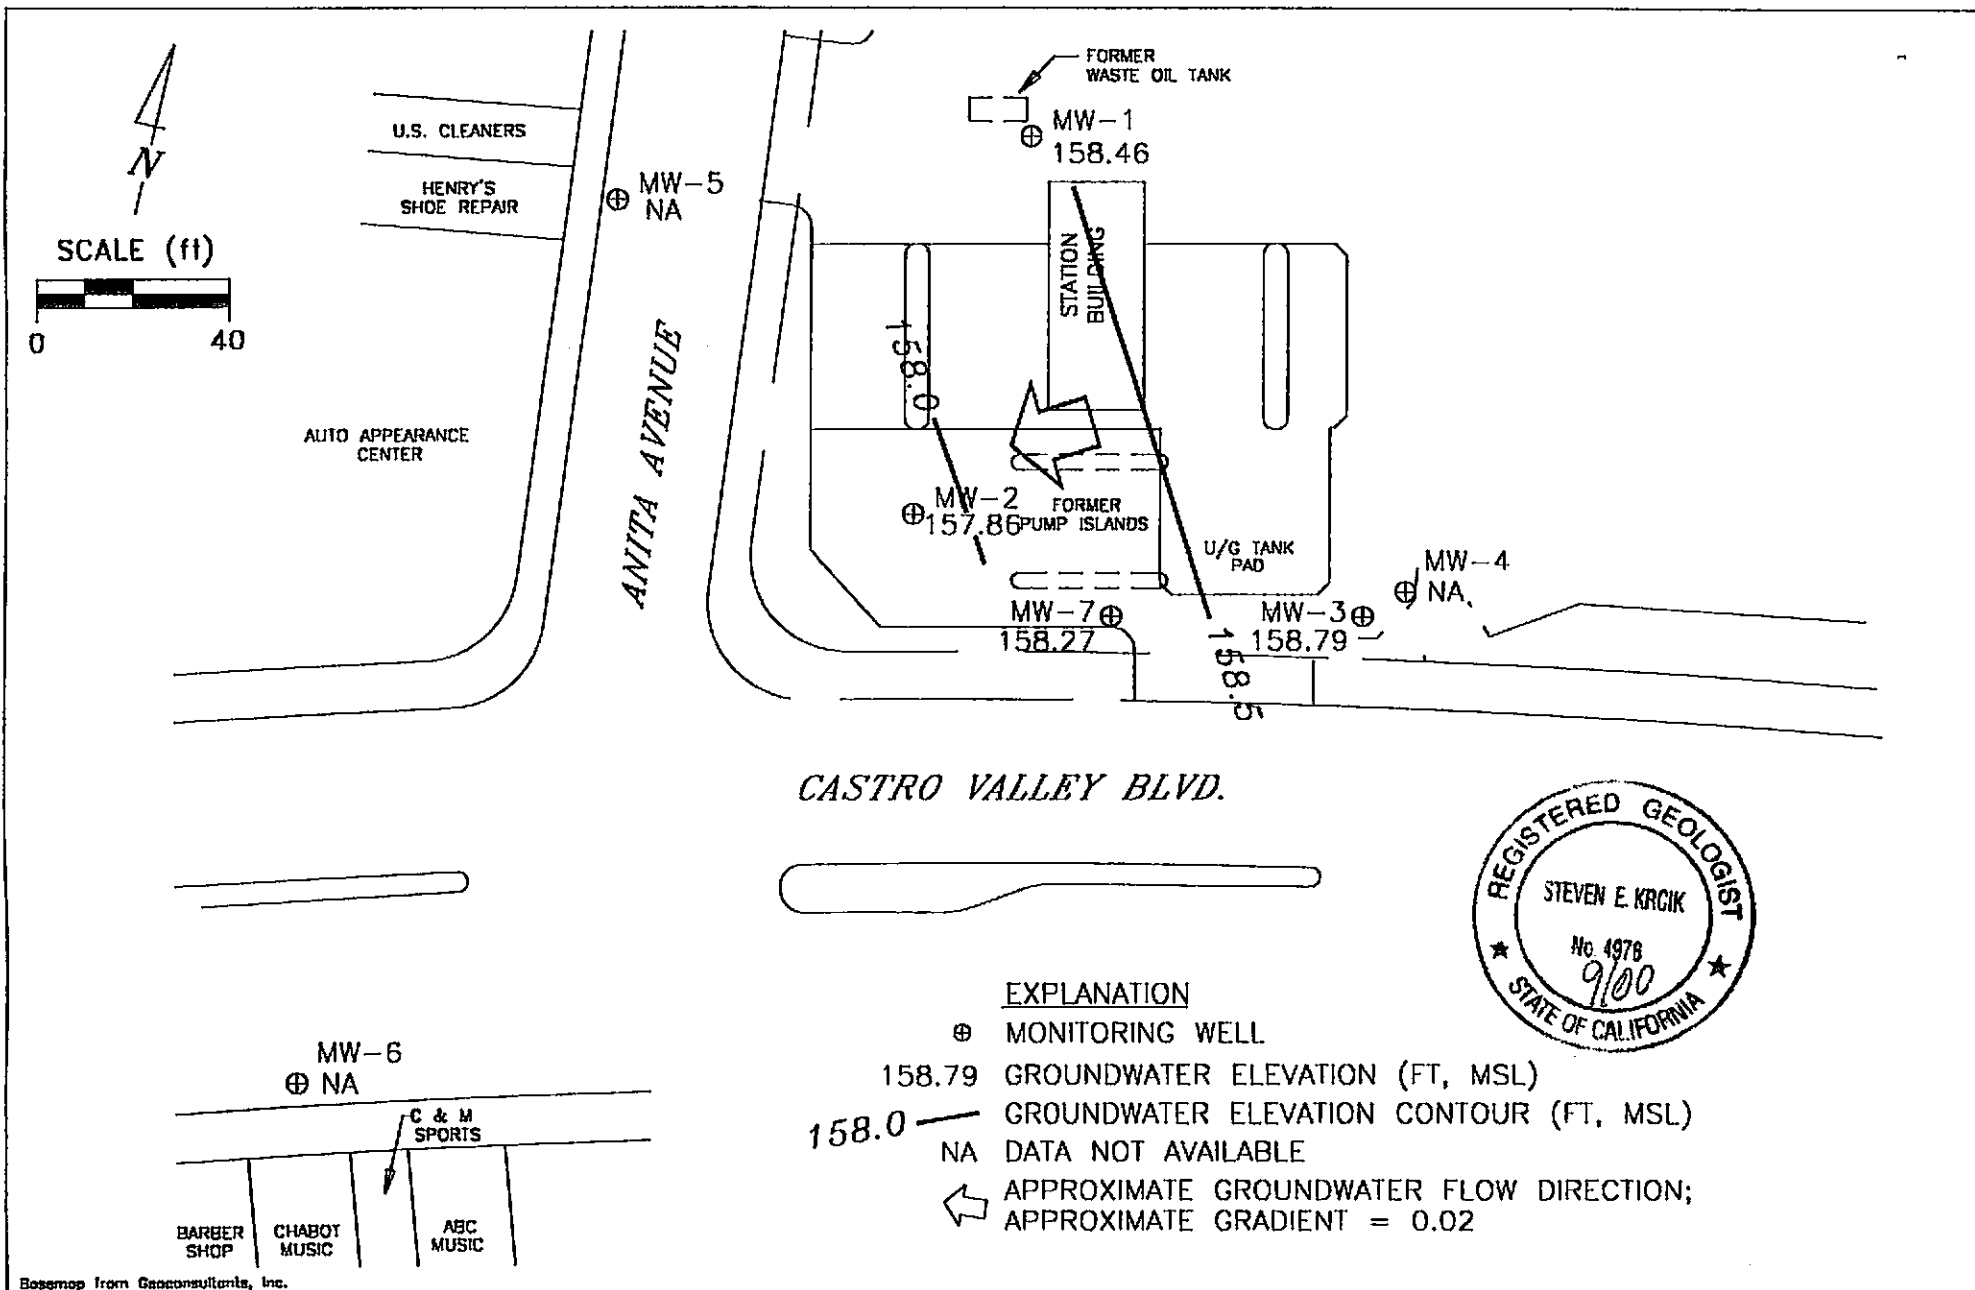 FORMER
WASTE OIL TANK
MW-1
158.46
U.S. CLEANERS
HENRY'S
SHOE REPAIR
MW-5
NA
N
SCALE (ft)
0
40
STATION
BUILDING
158.0
ANITA AVENUE
AUTO APPEARANCE
CENTER
MW-2
157.86
FORMER
PUMP ISLANDS
U/G TANK
PAD
MW-4
NA
MW-7
158.27
MW-3
158.79
158.5
CASTRO VALLEY BLVD.
REGISTERED GEOLOGIST
STEVEN E. KRCIK
No. 4976
9/00
STATE OF CALIFORNIA
EXPLANATION
MONITORING WELL
158.79 GROUNDWATER ELEVATION (FT, MSL)
158.0 GROUNDWATER ELEVATION CONTOUR (FT, MSL)
NA DATA NOT AVAILABLE
APPROXIMATE GROUNDWATER FLOW DIRECTION;
APPROXIMATE GRADIENT = 0.02
MW-6
NA
C & M
SPORTS
BARBER
SHOP
CHABOT
MUSIC
ABC
MUSIC
Basemap from Geoconsultants, Inc.